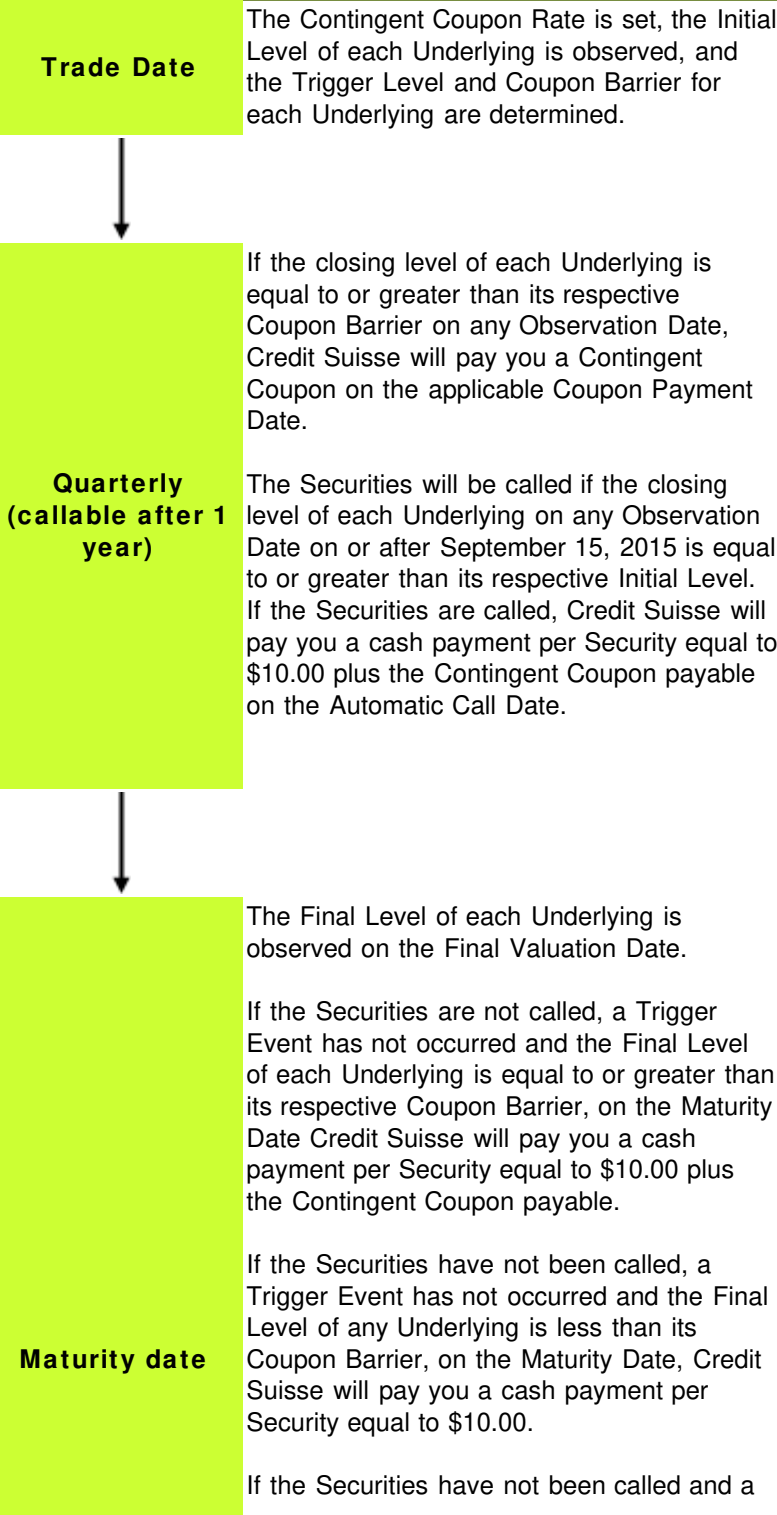 Trade Date
The Contingent Coupon Rate is set, the Initial
Level of each Underlying is observed, and
the Trigger Level and Coupon Barrier for
each Underlying are determined.
Quarterly
(callable after 1
year)
If the closing level of each Underlying is
equal to or greater than its respective
Coupon Barrier on any Observation Date,
Credit Suisse will pay you a Contingent
Coupon on the applicable Coupon Payment
Date.
The Securities will be called if the closing
level of each Underlying on any Observation
Date on or after September 15, 2015 is equal
to or greater than its respective Initial Level.
If the Securities are called, Credit Suisse will
pay you a cash payment per Security equal to
$10.00 plus the Contingent Coupon payable
on the Automatic Call Date.
Maturity date
The Final Level of each Underlying is
observed on the Final Valuation Date.
If the Securities are not called, a Trigger
Event has not occurred and the Final Level
of each Underlying is equal to or greater than
its respective Coupon Barrier, on the Maturity
Date Credit Suisse will pay you a cash
payment per Security equal to $10.00 plus
the Contingent Coupon payable.
If the Securities have not been called, a
Trigger Event has not occurred and the Final
Level of any Underlying is less than its
Coupon Barrier, on the Maturity Date, Credit
Suisse will pay you a cash payment per
Security equal to $10.00.
If the Securities have not been called and a